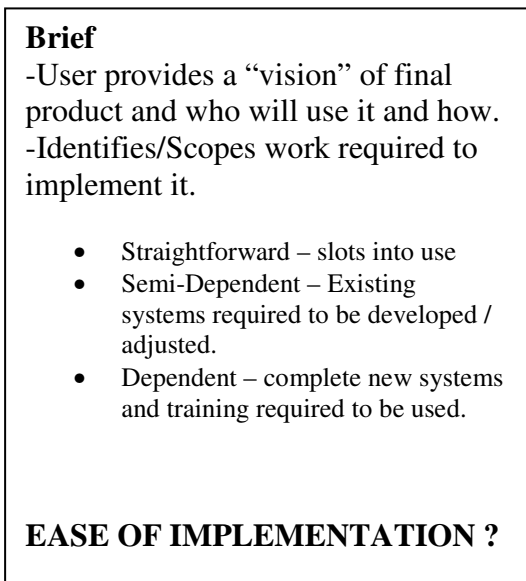 Brief
-User provides a “vision” of final
product and who will use it and how.
-Identifies/Scopes work required to
implement it.
• Straightforward – slots into use
• Semi-Dependent – Existing
systems required to be developed /
adjusted.
• Dependent – complete new systems
and training required to be used.
EASE OF IMPLEMENTATION ?